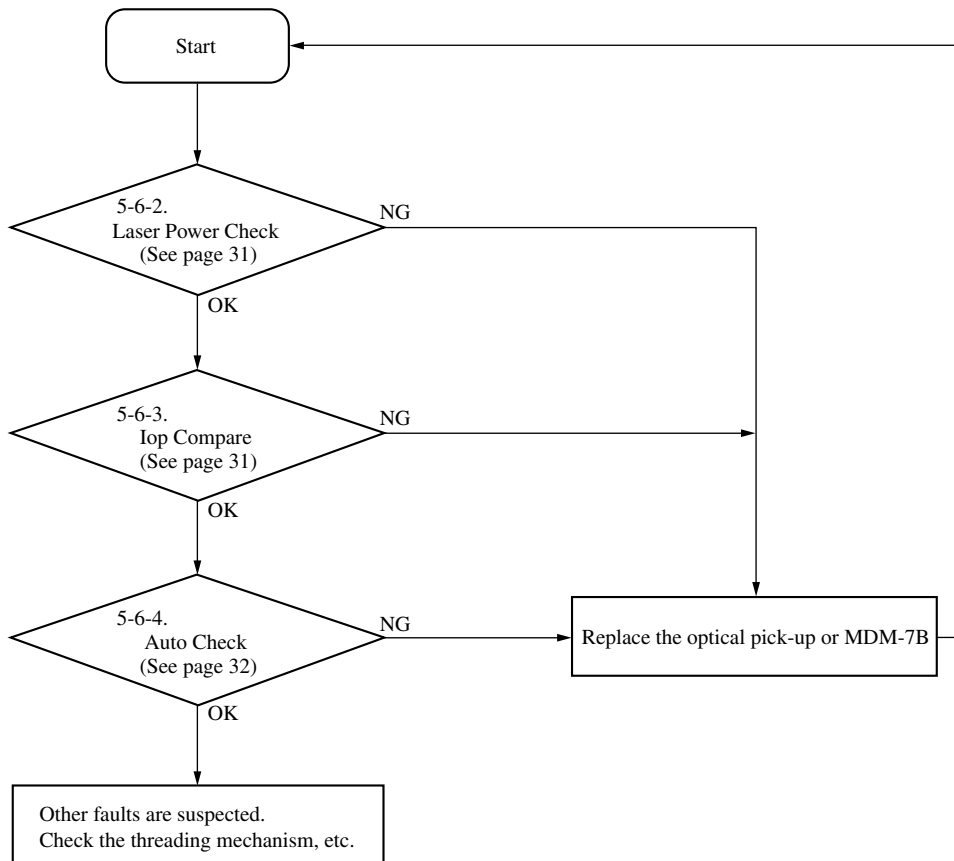 Start
5-6-2.
Laser Power Check
(See page 31)
NG
OK
5-6-3.
Iop Compare
(See page 31)
NG
OK
5-6-4.
Auto Check
(See page 32)
NG
Replace the optical pick-up or MDM-7B
OK
Other faults are suspected.
Check the threading mechanism, etc.